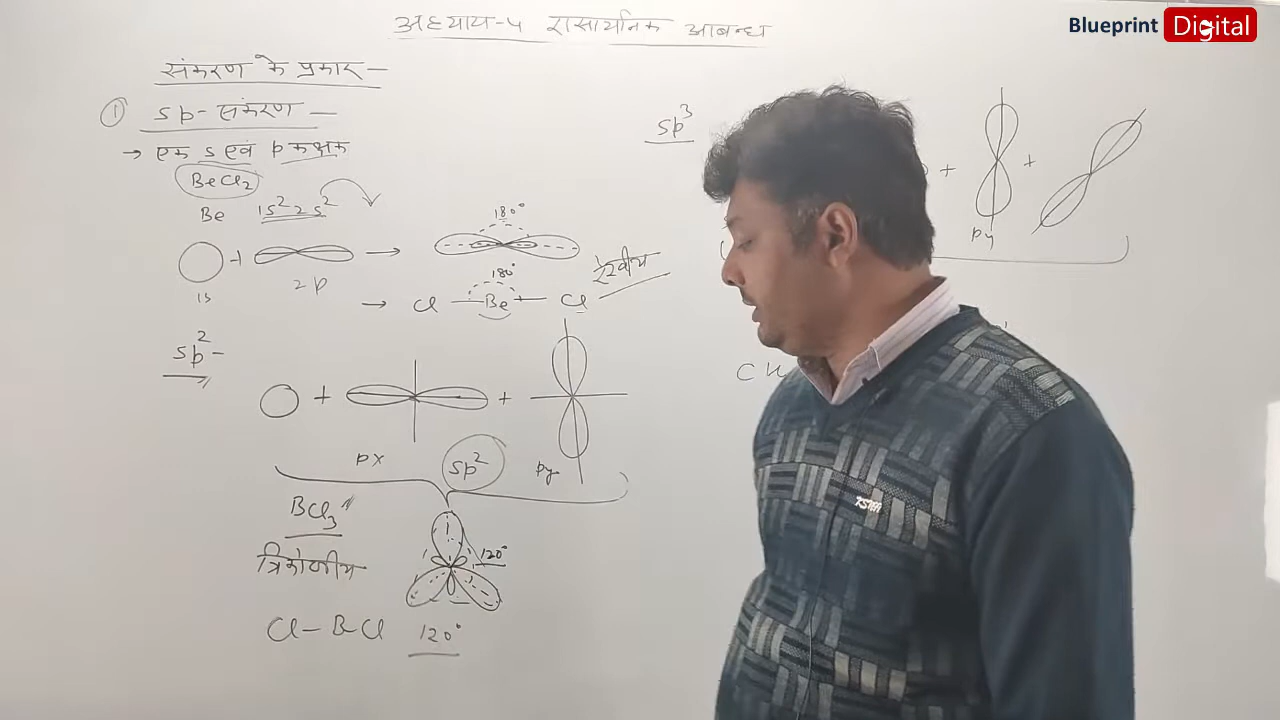 Blueprint Digital
अध्याय-५ रासायनिक आबन्ध
संकरण के प्रकार –
① sp- संकरण –
→ एक s एवं p कक्षक
BeCl₂
Be 1s² 2s²
180°
+ →
1s 2p
180°
→ Cl – Be – Cl रेखीय
sp² –
+ +
px sp² py
BCl₃
त्रिकोणीय 120°
Cl – B Cl 120°
sp³
+ +
py